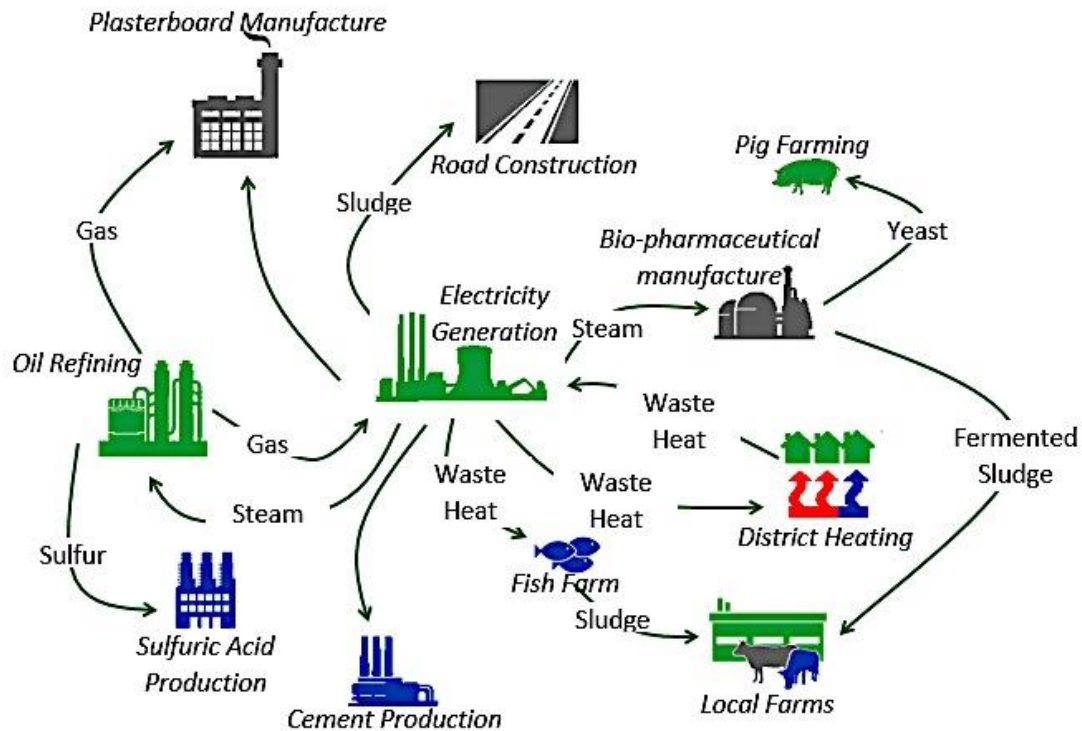 Plasterboard Manufacture
Road Construction
Pig Farming
Sludge
Gas
Yeast
Bio-pharmaceutical
manufacture
Electricity
Generation
Steam
Oil Refining
Waste
Heat
Fermented
Sludge
Gas
Waste
Heat
Waste
Heat
Steam
District Heating
Sulfur
Fish Farm
Sludge
Sulfuric Acid
Production
Local Farms
Cement Production